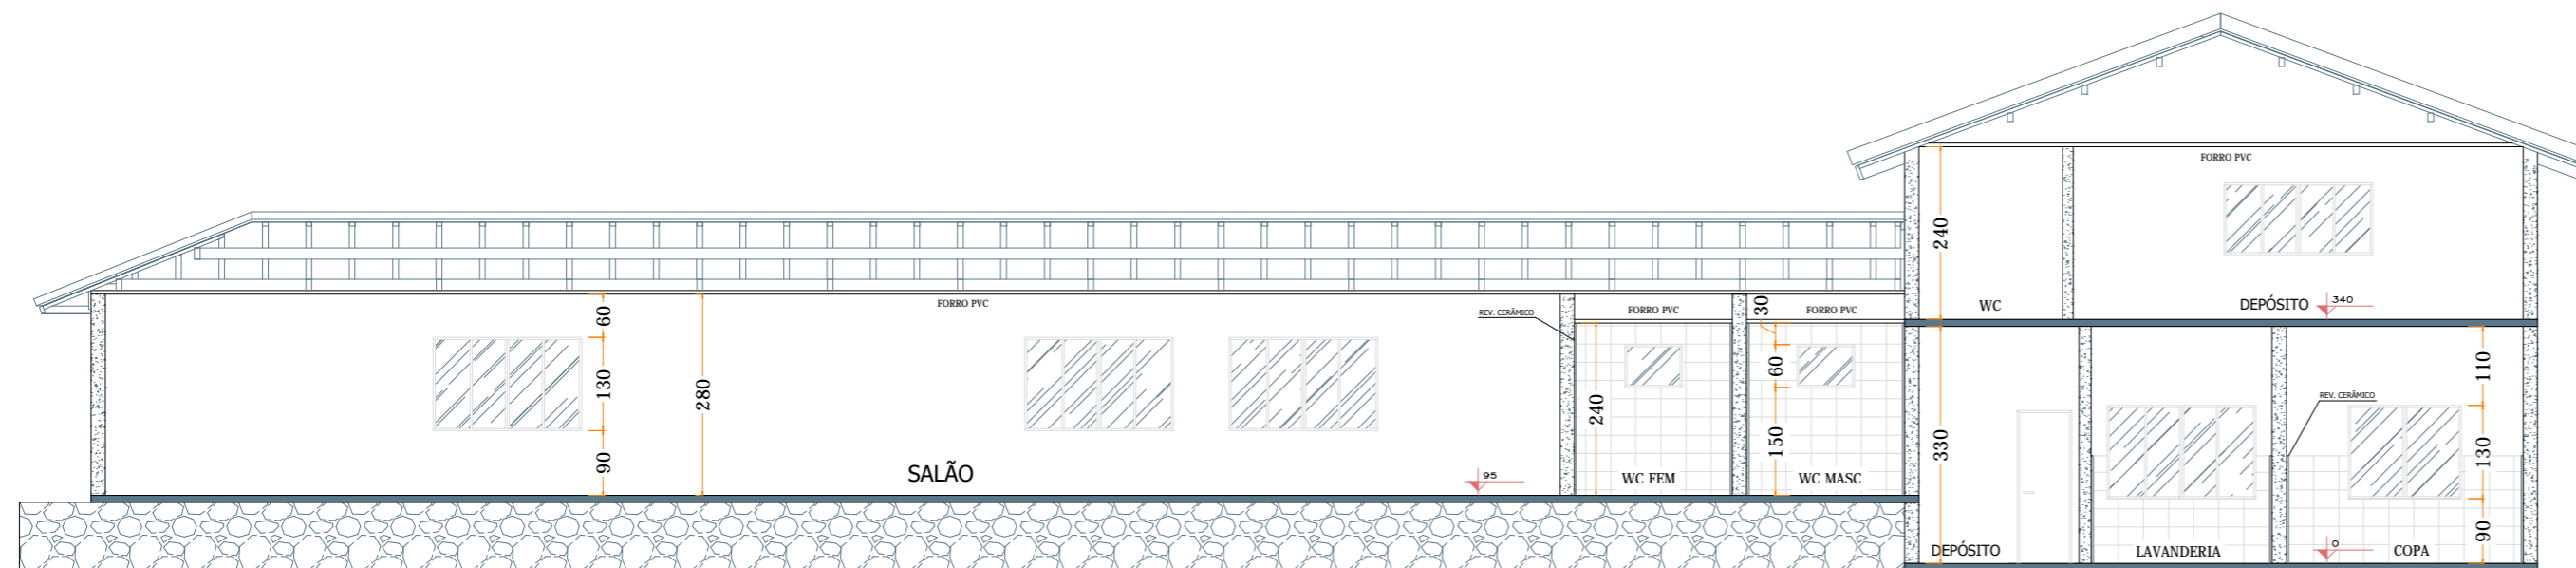 FORRO PVC
240
WC
DEPÓSITO
340
FORRO PVC
60
130
90
280
SALÃO
95
REV. CERÂMICO
FORRO PVC
240
WC FEM
FORRO PVC
30
60
150
WC MASC
330
DEPÓSITO
LAVANDERIA
REV. CERÂMICO
0
COPA
110
130
90